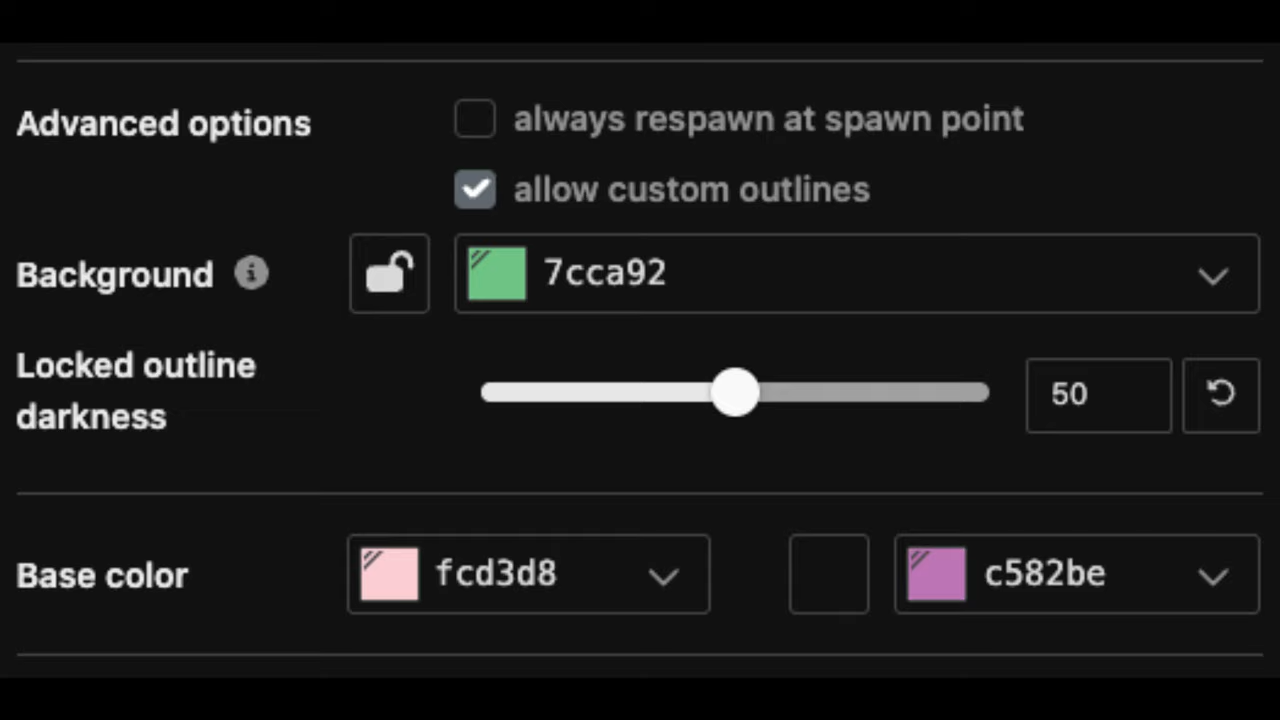 Advanced options
always respawn at spawn point
allow custom outlines
Background
7cca92
Locked outline
darkness
50
Base color
fcd3d8
c582be